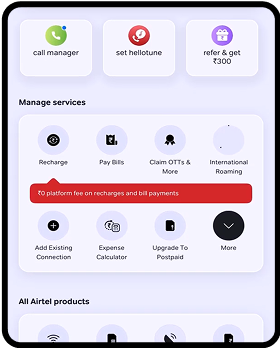 call manager
set hellotune
refer & get
₹300
Manage services
Recharge
Pay Bills
Claim OTTs &
More
International
Roaming
₹0 platform fee on recharges and bill payments
Add Existing
Connection
Expense
Calculator
Upgrade To
Postpaid
More
All Airtel products